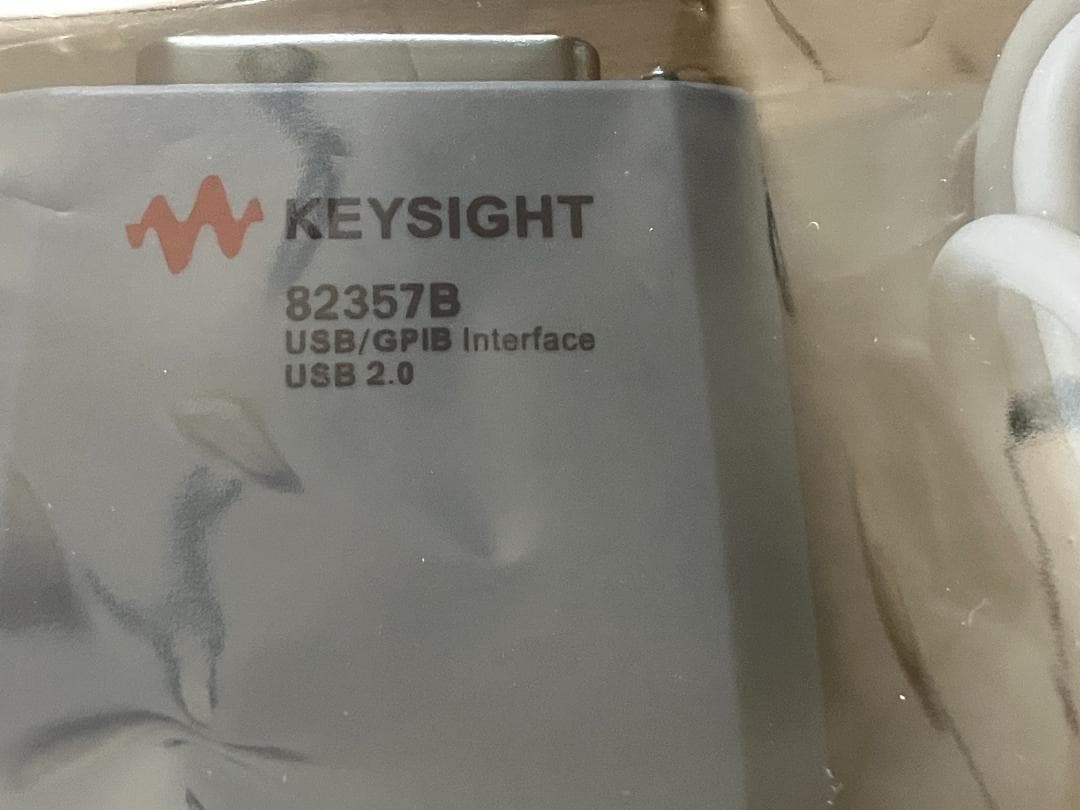 KEYSIGHT
82357B
USB/GPIB Interface
USB 2.0